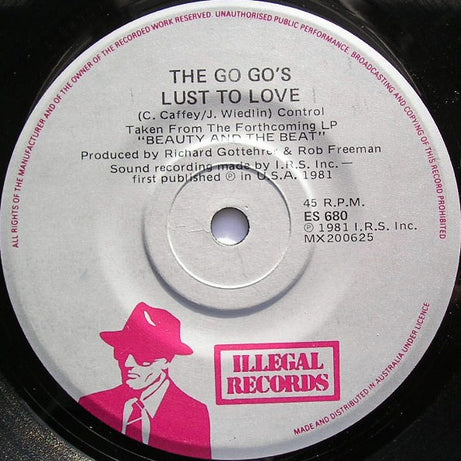 ALL RIGHTS OF THE MANUFACTURER AND OF THE OWNER OF THE RECORDED WORK RESERVED. UNAUTHORISED PUBLIC PERFORMANCE, BROADCASTING AND COPYING OF THIS RECORD PROHIBITED
THE GO GO'S
LUST TO LOVE
(C. Caffey/J. Wiedlin) Control
Taken From The Forthcoming LP
"BEAUTY AND THE BEAT"
Produced by Richard Gottehrer & Rob Freeman
Sound recording made by I.R.S. Inc. —
first published ℗ in U.S.A. 1981
45 R.P.M.
ES 680
℗ 1981 I.R.S. Inc.
MX200625
ILLEGAL
RECORDS
MADE AND DISTRIBUTED IN AUSTRALIA UNDER LICENCE